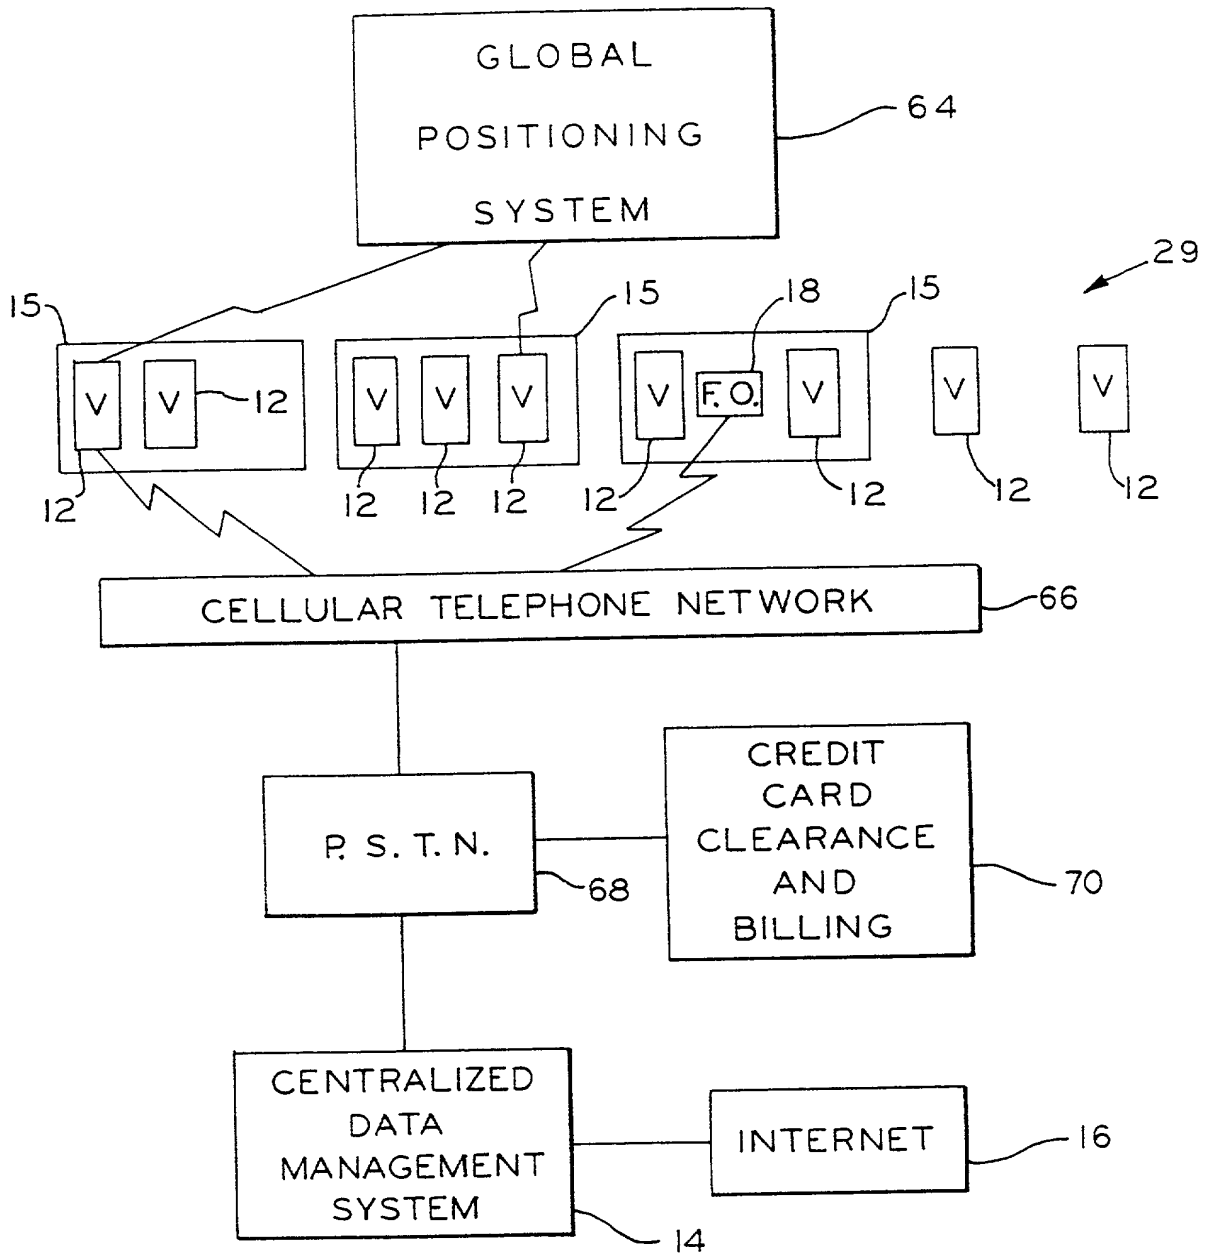 GLOBAL
POSITIONING
SYSTEM
64
29
15
15
18
15
V
V
12
V
V
V
V
F. O.
V
V
V
12
12
12
12
12
12
12
12
CELLULAR TELEPHONE NETWORK
66
P. S. T. N.
68
CREDIT
CARD
CLEARANCE
AND
BILLING
70
CENTRALIZED
DATA
MANAGEMENT
SYSTEM
14
INTERNET
16